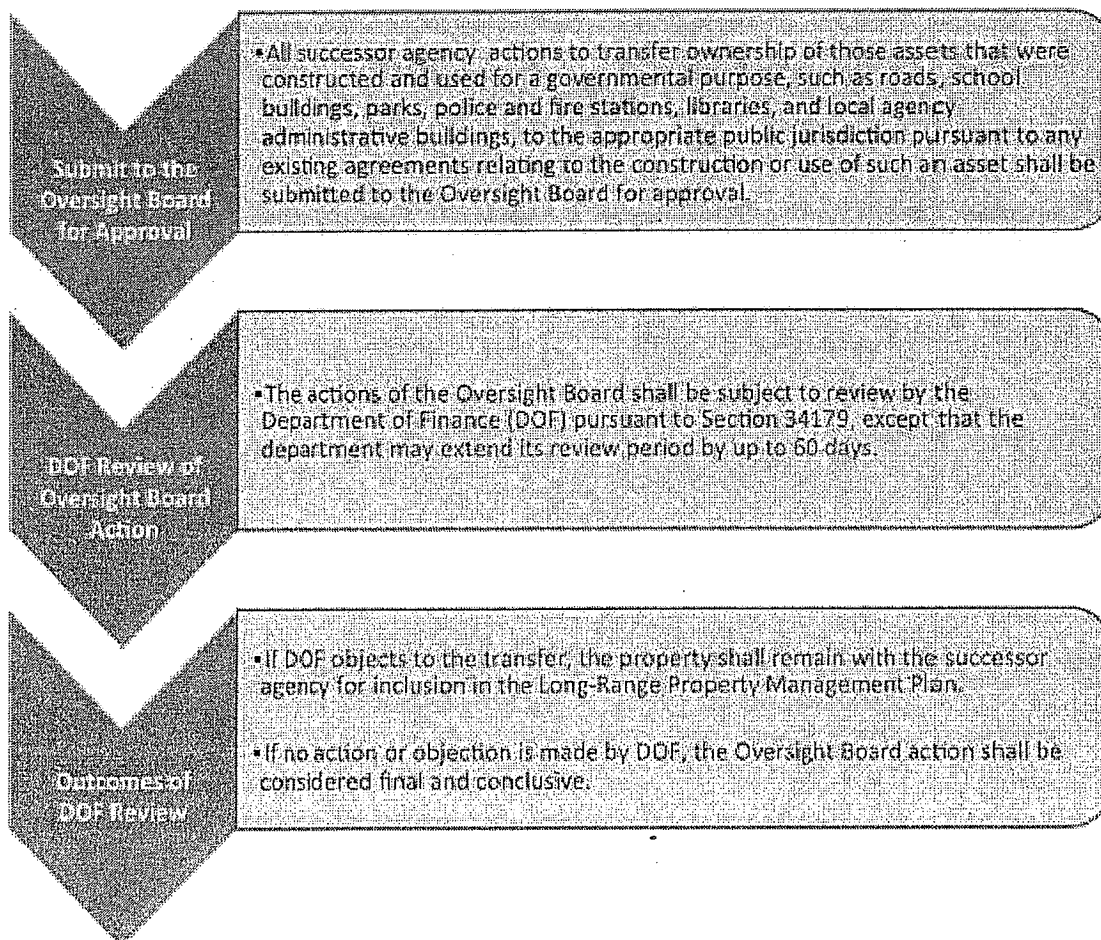 Submit to the
Oversight Board
for Approval
▪All successor agency actions to transfer ownership of those assets that were
constructed and used for a governmental purpose, such as roads, school
buildings, parks, police and fire stations, libraries, and local agency
administrative buildings, to the appropriate public jurisdiction pursuant to any
existing agreements relating to the construction or use of such an asset shall be
submitted to the Oversight Board for approval.
DOF Review of
Oversight Board
Action
▪The actions of the Oversight Board shall be subject to review by the
Department of Finance (DOF) pursuant to Section 34179, except that the
department may extend its review period by up to 60 days.
Outcomes of
DOF Review
▪If DOF objects to the transfer, the property shall remain with the successor
agency for inclusion in the Long-Range Property Management Plan.
▪If no action or objection is made by DOF, the Oversight Board action shall be
considered final and conclusive.